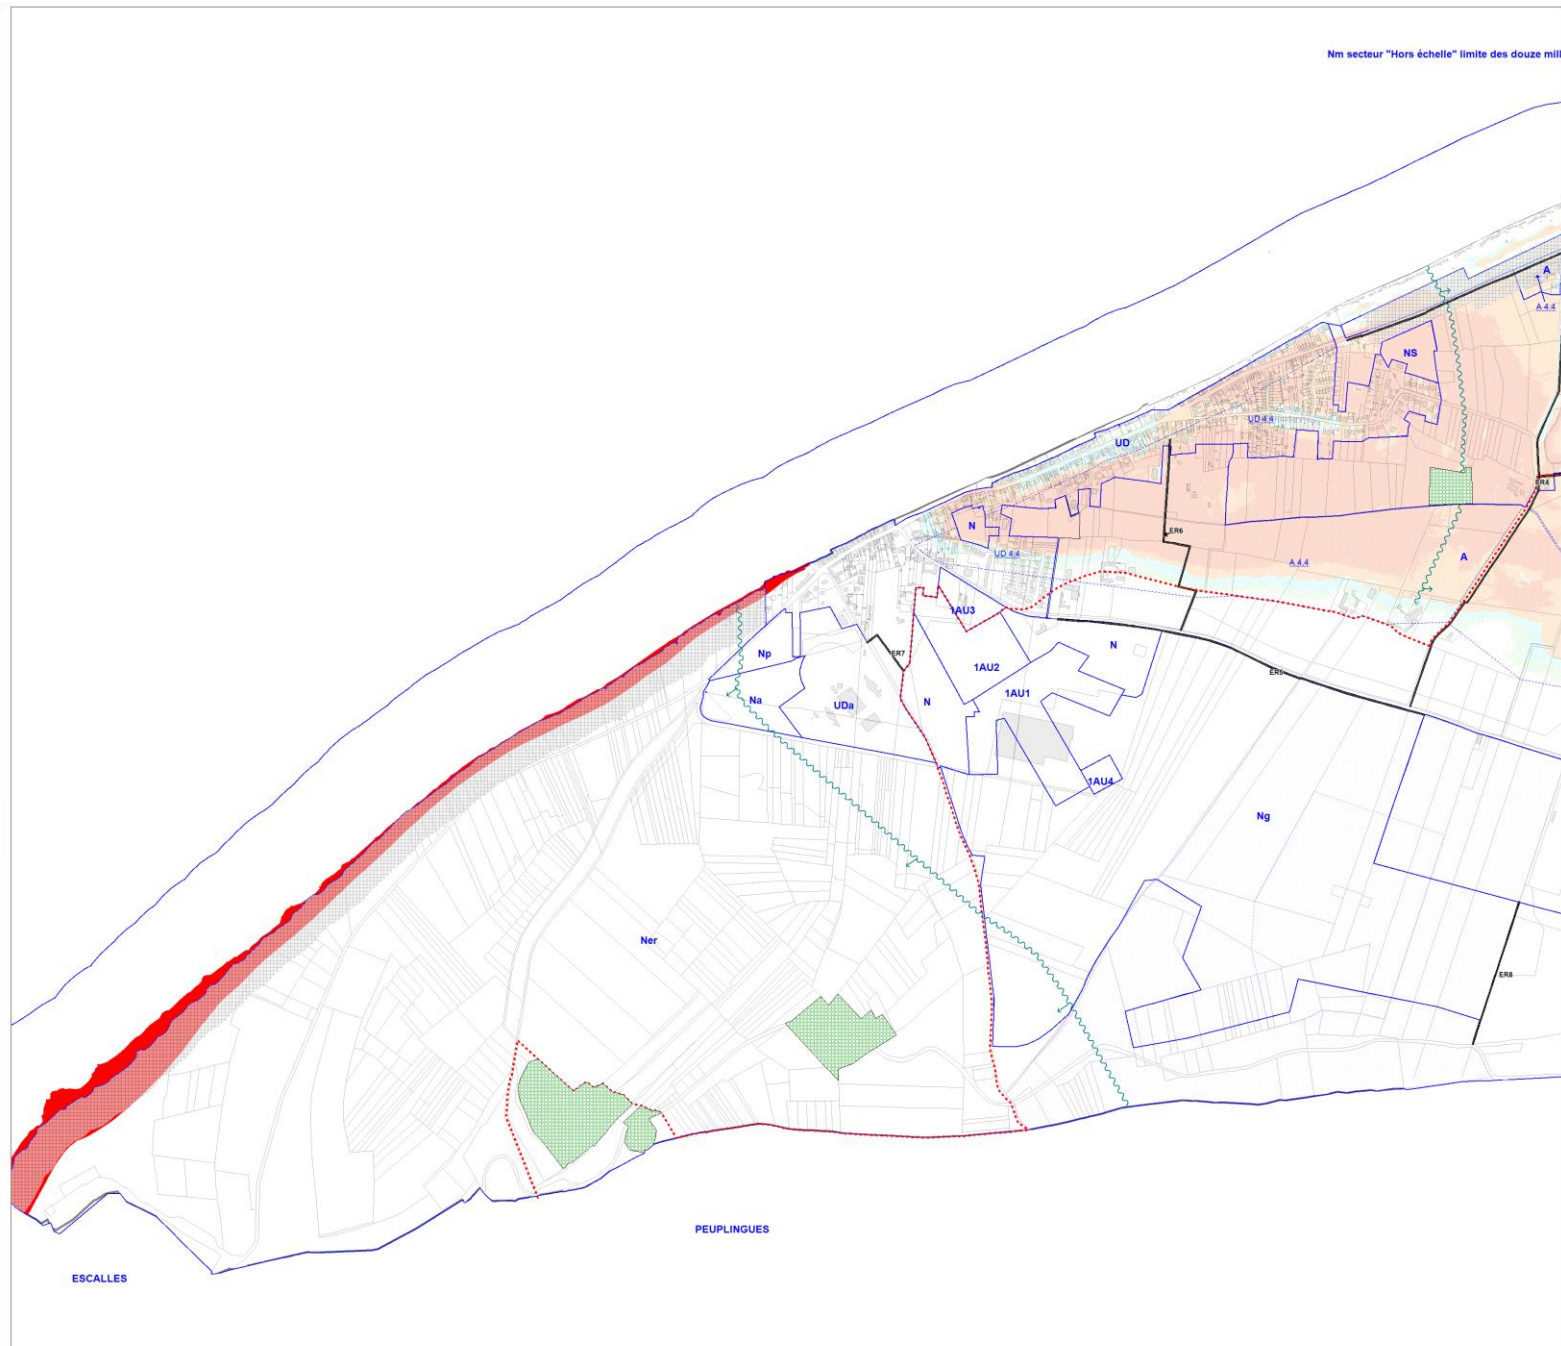 Nm secteur "Hors échelle" limite des douze mill
A
A 4.4
NS
UD 4.4
UD
ER4
N
ER6
UD 4.4
A 4.4
A
1AU3
N
Np
ER7
1AU2
ER5
1AU1
Na
UDa
N
1AU4
Ng
Ner
ER8
PEUPLINGUES
ESCALLES